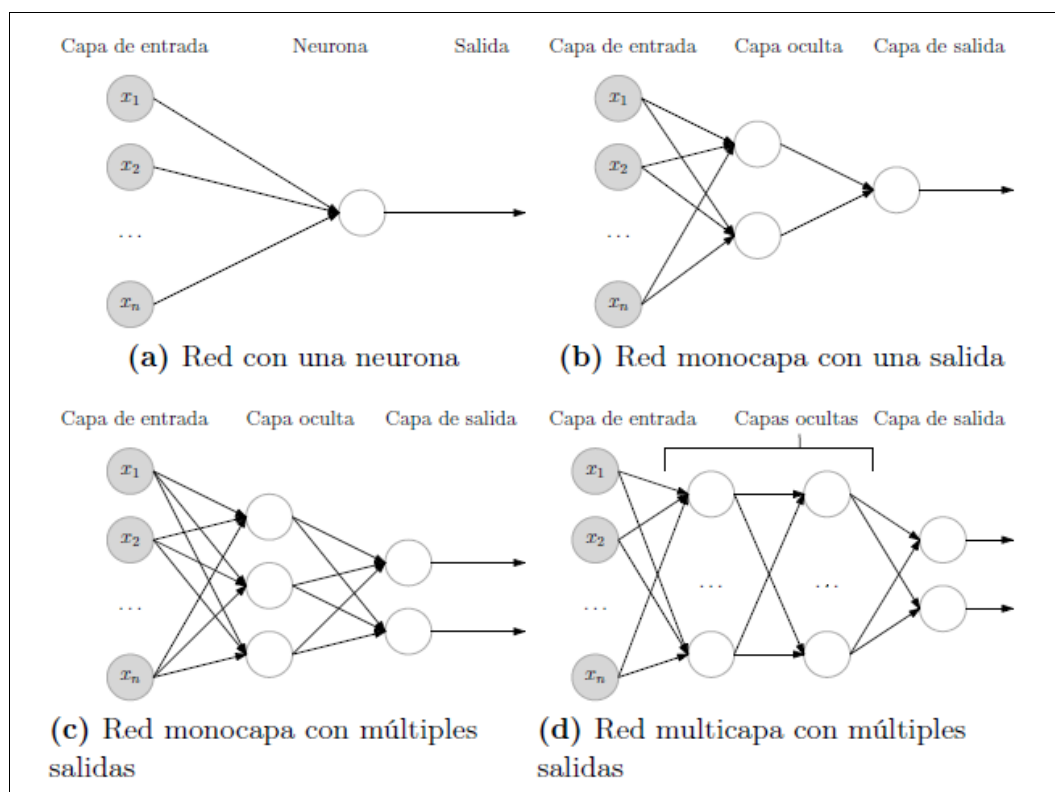 Capa de entrada Neurona Salida
x₁
x₂
...
xₙ
(a) Red con una neurona
Capa de entrada Capa oculta Capa de salida
x₁
x₂
...
xₙ
(b) Red monocapa con una salida
Capa de entrada Capa oculta Capa de salida
x₁
x₂
...
xₙ
(c) Red monocapa con múltiples
salidas
Capa de entrada Capas ocultas Capa de salida
x₁
x₂
... ... ...
xₙ
(d) Red multicapa con múltiples
salidas